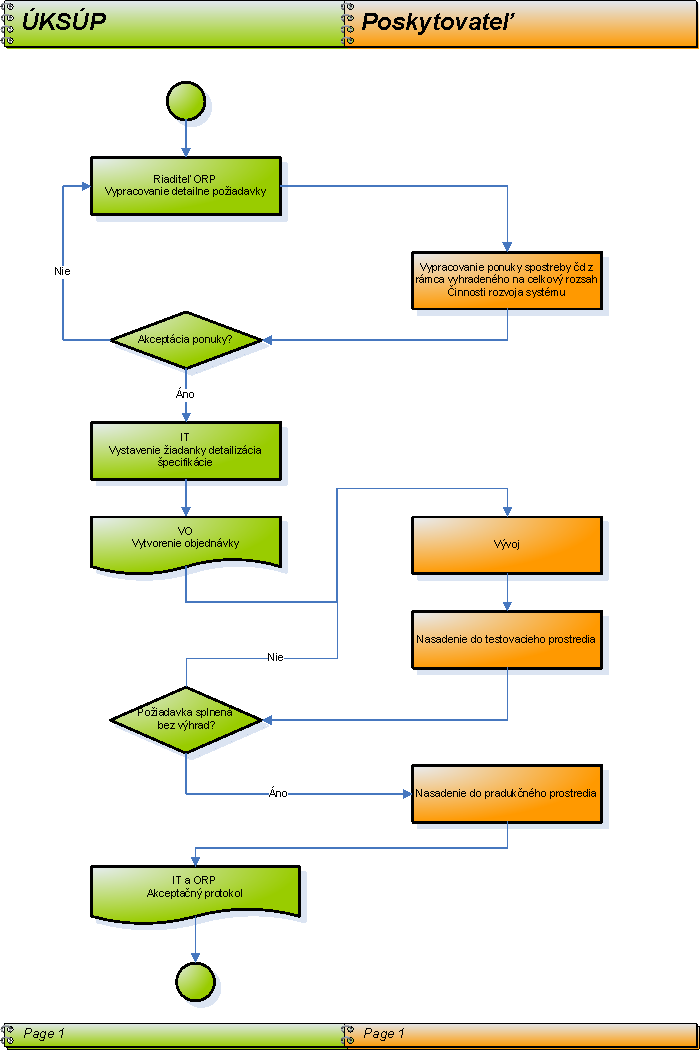 ÚKSÚP
Poskytovateľ
Riaditeľ ORP
Vypracovanie detailne požiadavky
Nie
Vypracovanie ponuky spostreby čd z
rámca vyhradeného na celkový rozsah
Činnosti rozvoja systému
Akceptácia ponuky?
Áno
IT
Vystavenie žiadanky detailizácia
špecifikácie
VO
Vytvorenie objednávky
Vývoj
Nasadenie do testovacieho prostredia
Nie
Požiadavka splnená
bez výhrad?
Áno
Nasadenie do pradukčného prostredia
IT a ORP
Akceptačný protokol
Page 1
Page 1